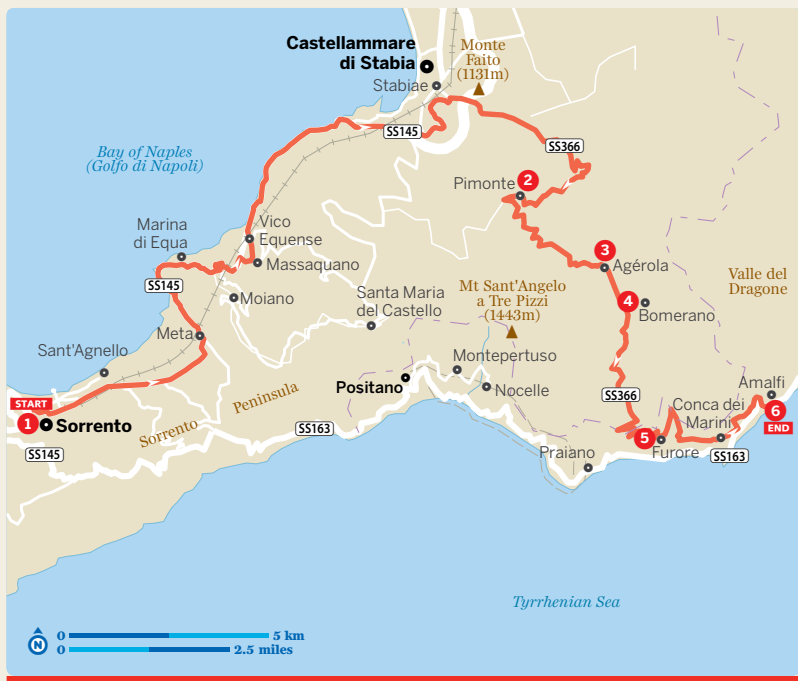 Castellammare
di Stabia
Stabiae
Monte
Faito
(1131m)
SS145
SS366
Bay of Naples
(Golfo di Napoli)
Pimonte
2
Vico
Equense
Marina
di Equa
Massaquano
3
Agérola
Valle del
Dragone
SS145
Moiano
Santa Maria
del Castello
Mt Sant'Angelo
a Tre Pizzi
(1443m)
4
Bomerano
Meta
Sant'Agnello
Montepertuso
Positano
Nocelle
Amalfi
SS366
START
1
Sorrento
Sorrento
Peninsula
Conca dei
Marini
6
END
SS163
5
Furore
SS145
Praiano
SS163
Tyrrhenian Sea
N
0
5 km
0
2.5 miles